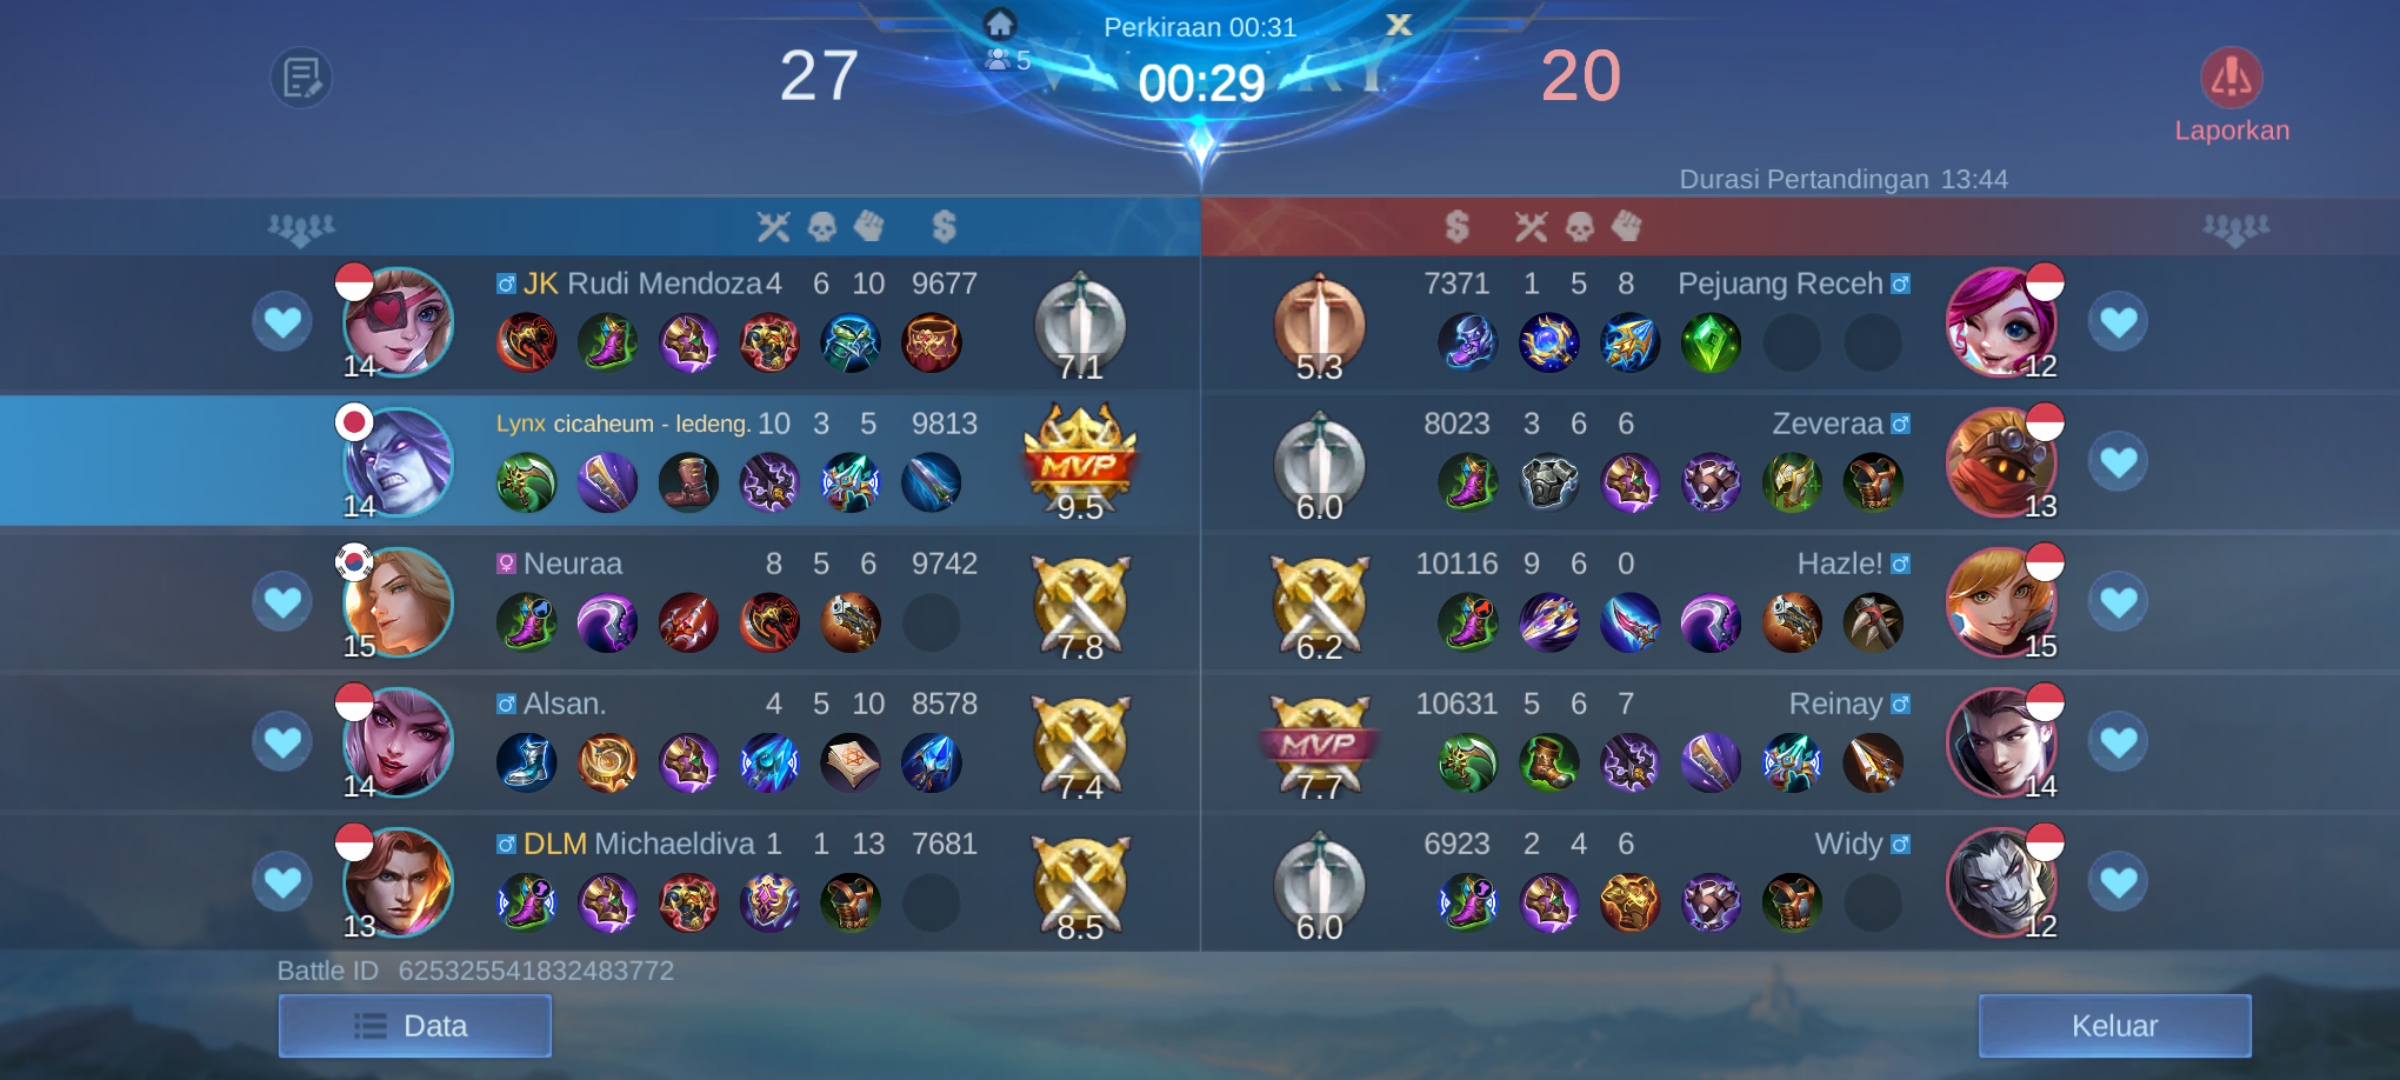 Perkiraan 00:31
X
27
5
VICTORY
00:29
20
Laporkan
Durasi Pertandingan 13:44
JK Rudi Mendoza 4 6 10 9677
14
7.1
7371 1 5 8 Pejuang Receh
5.3
12
Lynx cicaheum - ledeng. 10 3 5 9813
14
MVP
9.5
8023 3 6 6 Zeveraa
6.0
13
Neuraa 8 5 6 9742
15
7.8
10116 9 6 0 Hazle!
6.2
15
Alsan. 4 5 10 8578
14
7.4
10631 5 6 7 Reinay
MVP
7.7
14
DLM Michaeldiva 1 1 13 7681
13
8.5
6923 2 4 6 Widy
6.0
12
Battle ID 625325541832483772
Data
Keluar